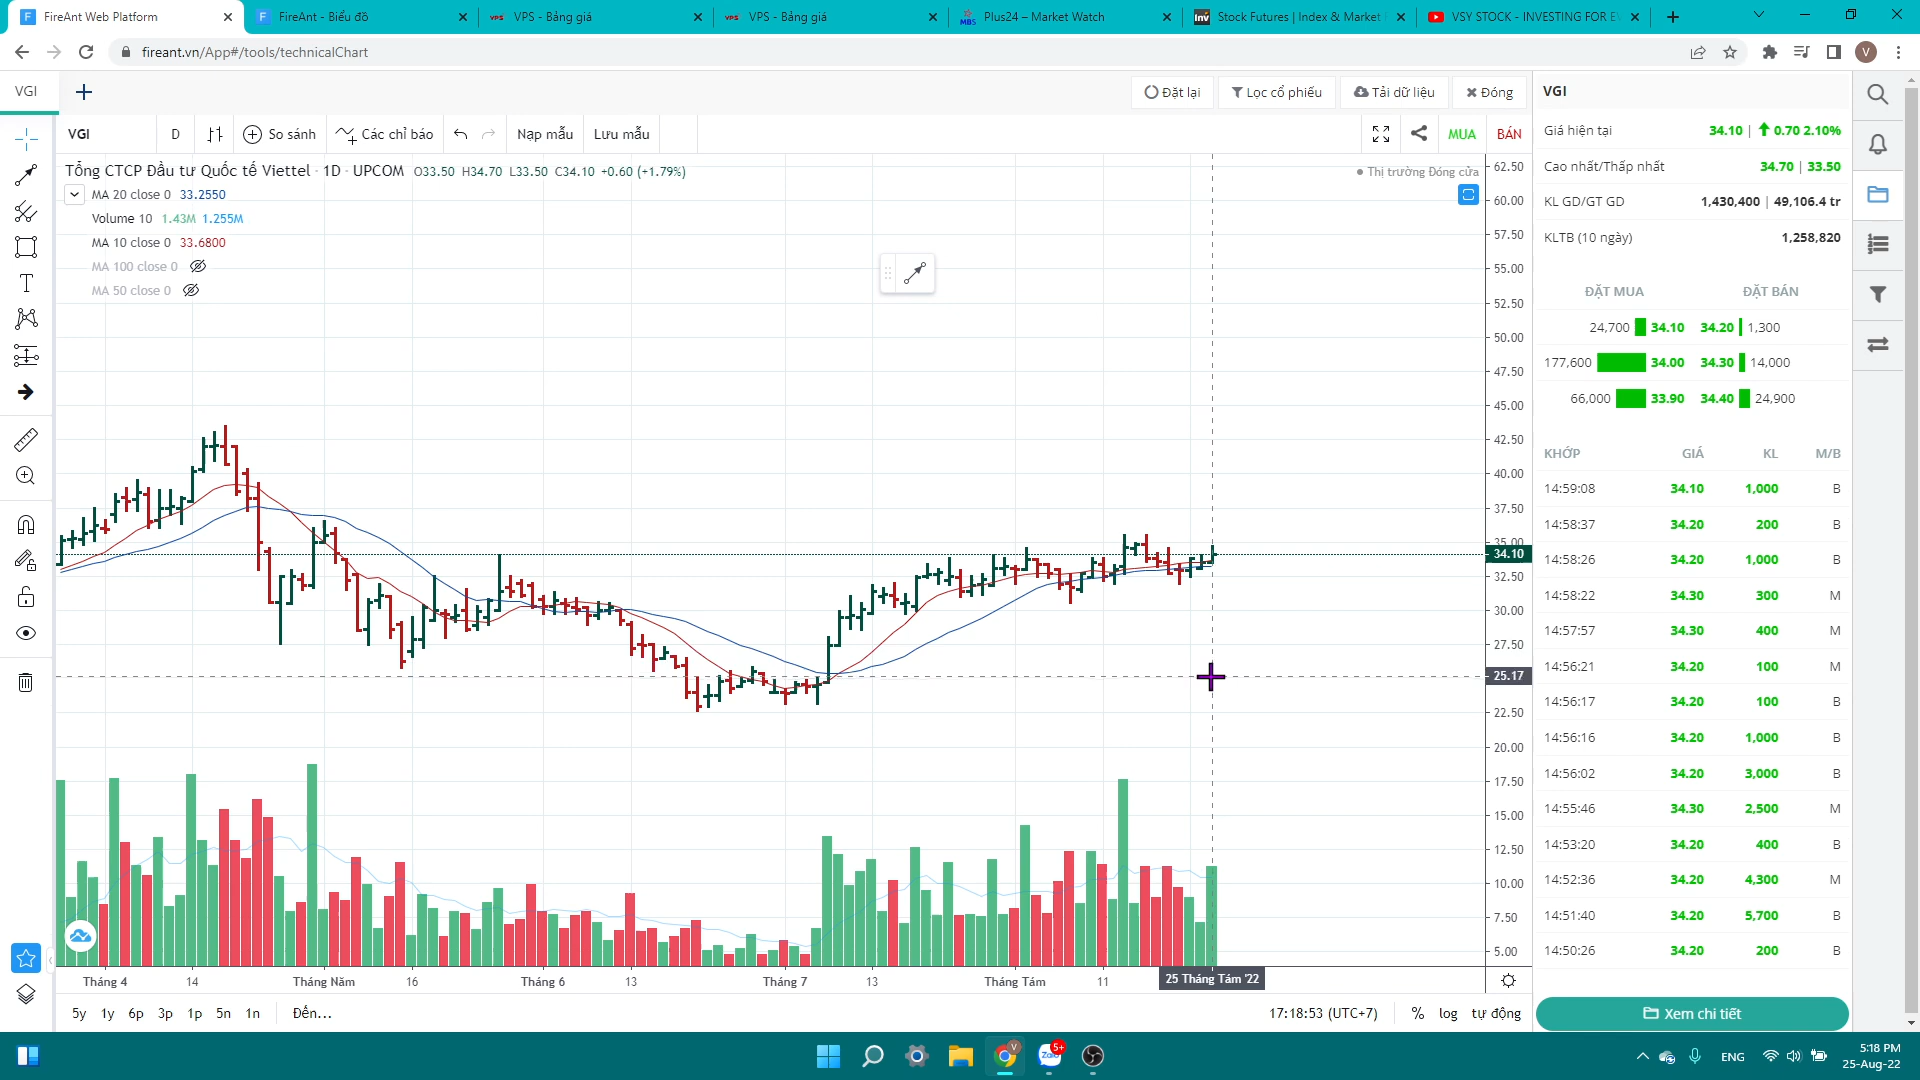 FireAnt Web Platform
FireAnt - Biểu đồ
VPS - Bảng giá
VPS - Bảng giá
Plus24 – Market Watch
Stock Futures | Index & Market
VSY STOCK - INVESTING FOR
fireant.vn/App#/tools/technicalChart
VGI
Đặt lại
Lọc cổ phiếu
Tải dữ liệu
Đóng
VGI
D
So sánh
Các chỉ báo
Nạp mẫu
Lưu mẫu
MUA
BÁN
Tổng CTCP Đầu tư Quốc tế Viettel · 1D · UPCOM O33.50 H34.70 L33.50 C34.10 +0.60 (+1.79%)
Thị trường Đóng cửa
MA 20 close 0 33.2550
Volume 10 1.43M 1.255M
MA 10 close 0 33.6800
MA 100 close 0
MA 50 close 0
62.50
60.00
57.50
55.00
52.50
50.00
47.50
45.00
42.50
40.00
37.50
35.00
34.10
32.50
30.00
27.50
25.17
22.50
20.00
17.50
15.00
12.50
10.00
7.50
5.00
Tháng 4
14
Tháng Năm
16
Tháng 6
13
Tháng 7
13
Tháng Tám
11
25 Tháng Tám '22
5y 1y 6p 3p 1p 5n 1n Đến...
17:18:53 (UTC+7)
% log tự động
VGI
Giá hiện tại 34.10 | 0.70 2.10%
Cao nhất/Thấp nhất 34.70 | 33.50
KL GD/GT GD 1,430,400 | 49,106.4 tr
KLTB (10 ngày) 1,258,820
ĐẶT MUA ĐẶT BÁN
24,700 34.10 34.20 1,300
177,600 34.00 34.30 14,000
66,000 33.90 34.40 24,900
KHỚP GIÁ KL M/B
14:59:08 34.10 1,000 B
14:58:37 34.20 200 B
14:58:26 34.20 1,000 B
14:58:22 34.30 300 M
14:57:57 34.30 400 M
14:56:21 34.20 100 M
14:56:17 34.20 100 B
14:56:16 34.20 1,000 B
14:56:02 34.20 3,000 B
14:55:46 34.30 2,500 M
14:53:20 34.20 400 B
14:52:36 34.20 4,300 M
14:51:40 34.20 5,700 B
14:50:26 34.20 200 B
Xem chi tiết
ENG
5:18 PM
25-Aug-22